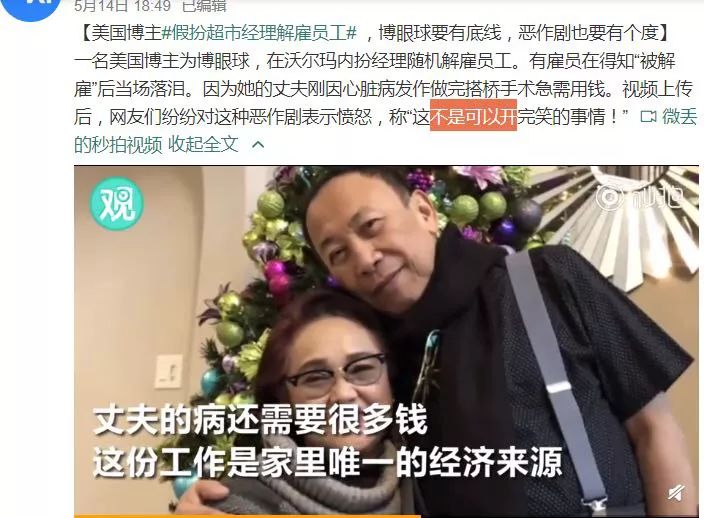 5月14日 18:49 已编辑
【美国博主#假扮超市经理解雇员工#，博眼球要有底线，恶作剧也要有个度】
一名美国博主为博眼球，在沃尔玛内扮经理随机解雇员工。有雇员在得知“被解
雇”后当场落泪。因为她的丈夫刚因心脏病发作做完搭桥手术急需用钱。视频上传
后，网友们纷纷对这种恶作剧表示愤怒，称“这不是可以开完笑的事情！” 微丢
的秒拍视频 收起全文
观
丈夫的病还需要很多钱
这份工作是家里唯一的经济来源